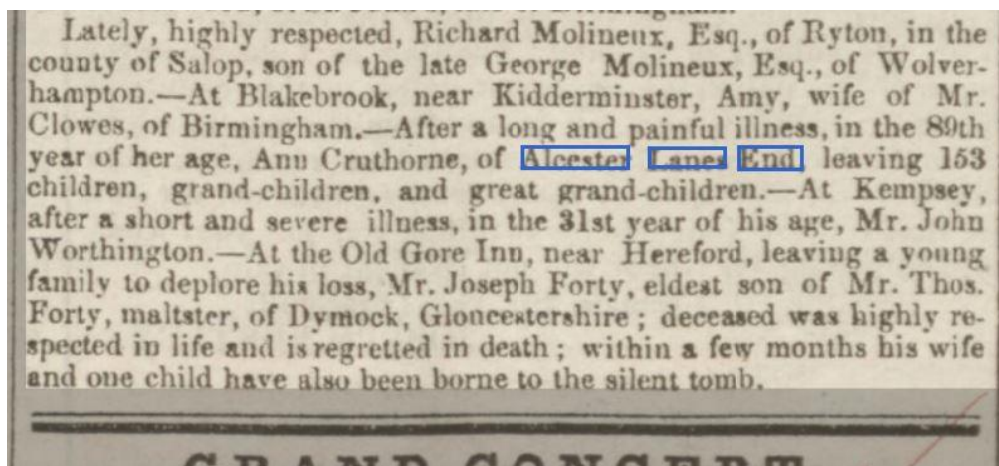 Lately, highly respected, Richard Molineux, Esq., of Ryton, in the
county of Salop, son of the late George Molineux, Esq., of Wolver-
hampton.—At Blakebrook, near Kidderminster, Amy, wife of Mr.
Clowes, of Birmingham.—After a long and painful illness, in the 89th
year of her age, Ann Cruthorne, of Alcester Lanes End, leaving 153
children, grand-children, and great grand-children.—At Kempsey,
after a short and severe illness, in the 31st year of his age, Mr. John
Worthington.—At the Old Gore Inn, near Hereford, leaving a young
family to deplore his loss, Mr. Joseph Forty, eldest son of Mr. Thos.
Forty, maltster, of Dymock, Gloncestershire; deceased was highly re-
spected in life and is regretted in death; within a few months his wife
and one child have also been borne to the silent tomb.
GRAND CONCERT